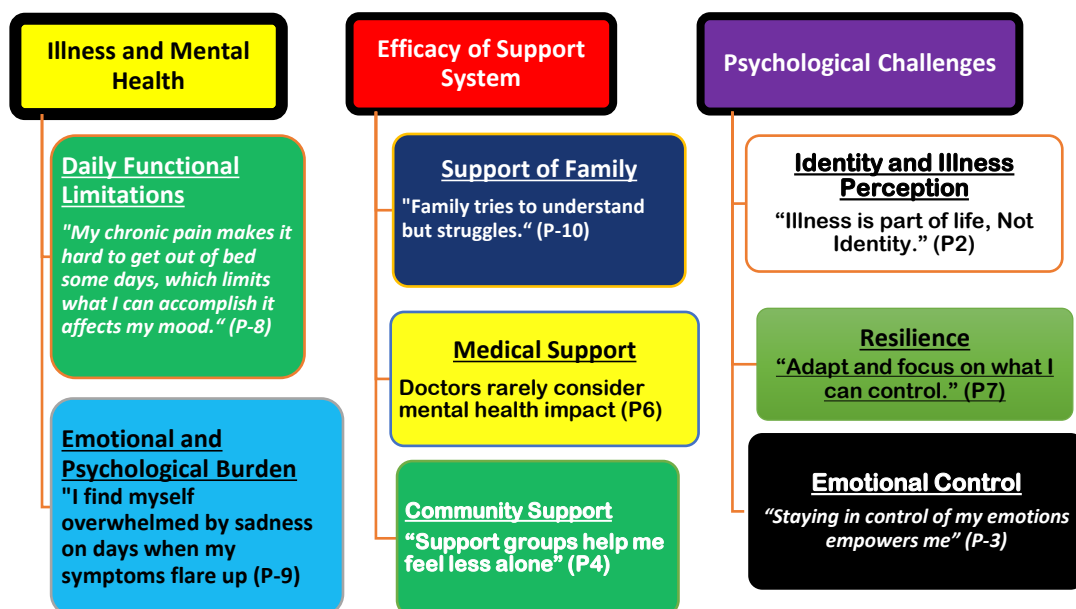 Illness and Mental
Health
Daily Functional
Limitations
"My chronic pain makes it
hard to get out of bed
some days, which limits
what I can accomplish it
affects my mood.“ (P-8)
Emotional and
Psychological Burden
"I find myself
overwhelmed by sadness
on days when my
symptoms flare up (P-9)
Efficacy of Support
System
Support of Family
"Family tries to understand
but struggles.“ (P-10)
Medical Support
Doctors rarely consider
mental health impact (P6)
Community Support
“Support groups help me
feel less alone” (P4)
Psychological Challenges
Identity and Illness
Perception
“Illness is part of life, Not
Identity.” (P2)
Resilience
“Adapt and focus on what I
can control.” (P7)
Emotional Control
“Staying in control of my emotions
empowers me” (P-3)